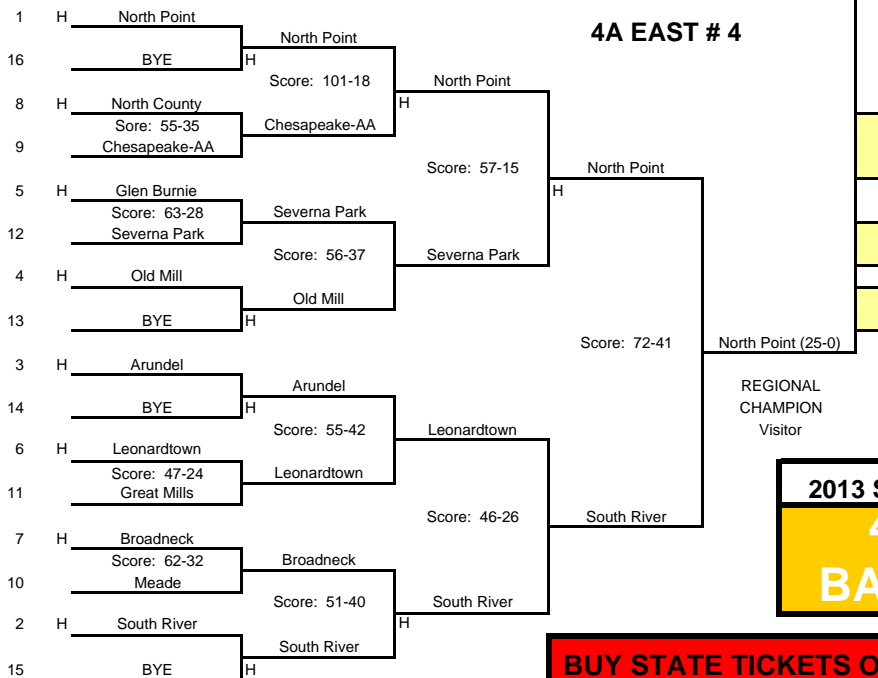 4A EAST # 4
1 H North Point
16 BYE H
North Point
Score: 101-18
8 H North County
Sore: 55-35
9 Chesapeake-AA
Chesapeake-AA
North Point
H
Score: 57-15
5 H Glen Burnie
Score: 63-28
12 Severna Park
Severna Park
Score: 56-37
4 H Old Mill
Old Mill
13 BYE H
Severna Park
North Point
H
Score: 72-41
North Point (25-0)
REGIONAL
CHAMPION
Visitor
3 H Arundel
14 BYE H
Arundel
Score: 55-42
6 H Leonardtown
Score: 47-24
11 Great Mills
Leonardtown
Leonardtown
Score: 46-26
South River
7 H Broadneck
Score: 62-32
10 Meade
Broadneck
Score: 51-40
2 H South River
South River
15 BYE H
South River
H
2013 S
4
BA
BUY STATE TICKETS O